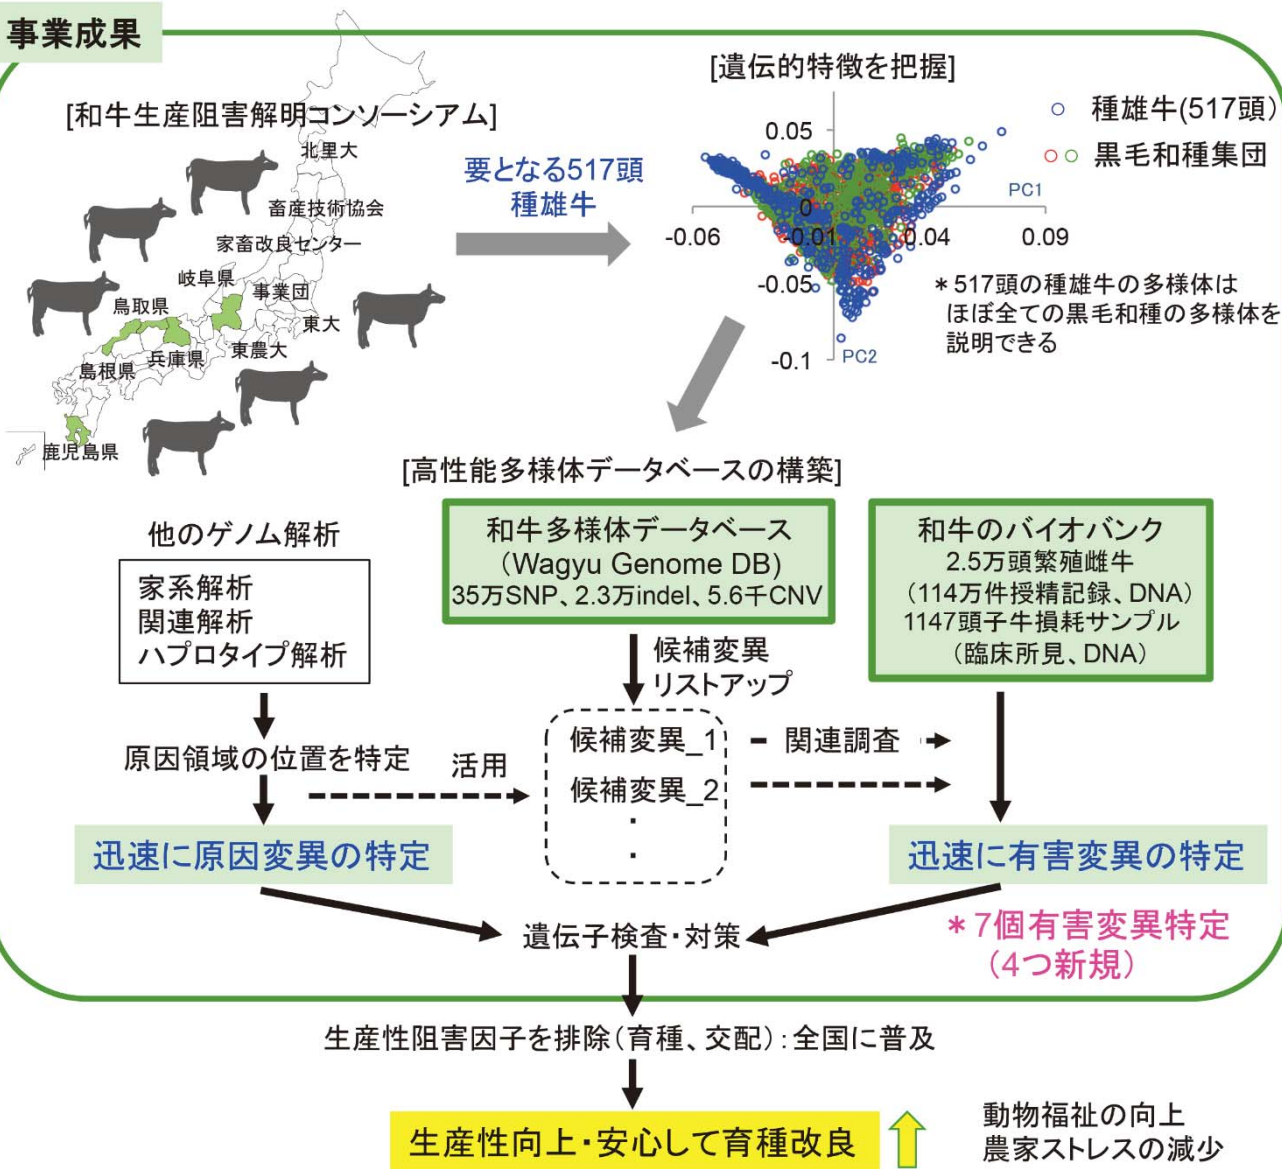 事業成果
[和牛生産阻害解明コンソーシアム]
北里大
畜産技術協会
家畜改良センター
岐阜県
事業団
鳥取県
東大
東農大
兵庫県
島根県
鹿児島県
要となる517頭
種雄牛
[遺伝的特徴を把握]
種雄牛(517頭)
黒毛和種集団
0.05
PC1
0
-0.06
-0.01
0.04
0.09
-0.05
-0.1
PC2
＊517頭の種雄牛の多様体は
ほぼ全ての黒毛和種の多様体を
説明できる
[高性能多様体データベースの構築]
他のゲノム解析
家系解析
関連解析
ハプロタイプ解析
和牛多様体データベース
(Wagyu Genome DB)
35万SNP、2.3万indel、5.6千CNV
和牛のバイオバンク
2.5万頭繁殖雌牛
(114万件授精記録、DNA)
1147頭子牛損耗サンプル
(臨床所見、DNA)
候補変異
リストアップ
原因領域の位置を特定
活用
候補変異_1
候補変異_2
・
・
関連調査
迅速に原因変異の特定
迅速に有害変異の特定
遺伝子検査・対策
＊7個有害変異特定
(4つ新規)
生産性阻害因子を排除(育種、交配):全国に普及
生産性向上・安心して育種改良
動物福祉の向上
農家ストレスの減少